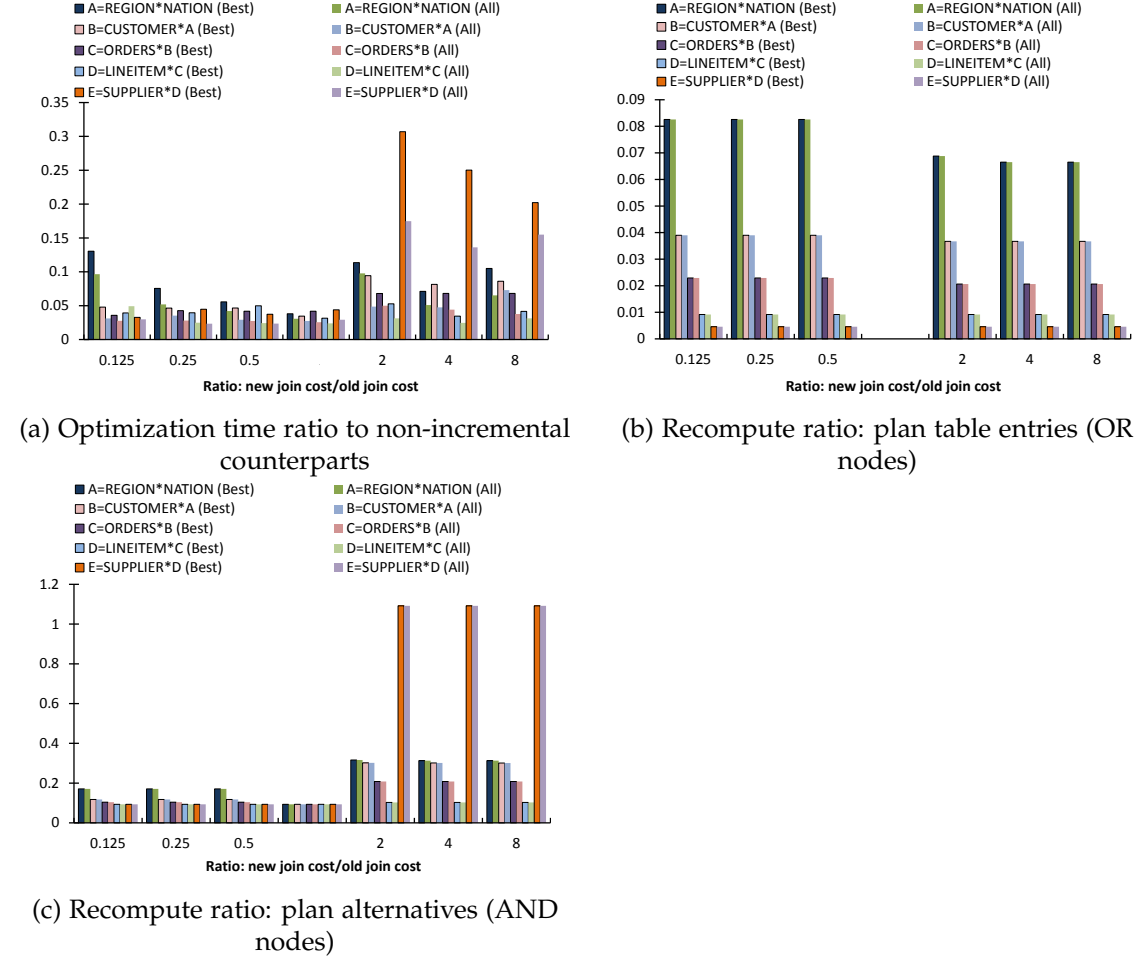 A=REGION*NATION (Best) A=REGION*NATION (All)
B=CUSTOMER*A (Best) B=CUSTOMER*A (All)
C=ORDERS*B (Best) C=ORDERS*B (All)
D=LINEITEM*C (Best) D=LINEITEM*C (All)
E=SUPPLIER*D (Best) E=SUPPLIER*D (All)
0.35
0.3
0.25
0.2
0.15
0.1
0.05
0
0.125 0.25 0.5 2 4 8
Ratio: new join cost/old join cost
(a) Optimization time ratio to non-incremental
counterparts
A=REGION*NATION (Best) A=REGION*NATION (All)
B=CUSTOMER*A (Best) B=CUSTOMER*A (All)
C=ORDERS*B (Best) C=ORDERS*B (All)
D=LINEITEM*C (Best) D=LINEITEM*C (All)
E=SUPPLIER*D (Best) E=SUPPLIER*D (All)
0.09
0.08
0.07
0.06
0.05
0.04
0.03
0.02
0.01
0
0.125 0.25 0.5 2 4 8
Ratio: new join cost/old join cost
(b) Recompute ratio: plan table entries (OR
nodes)
A=REGION*NATION (Best) A=REGION*NATION (All)
B=CUSTOMER*A (Best) B=CUSTOMER*A (All)
C=ORDERS*B (Best) C=ORDERS*B (All)
D=LINEITEM*C (Best) D=LINEITEM*C (All)
E=SUPPLIER*D (Best) E=SUPPLIER*D (All)
1.2
1
0.8
0.6
0.4
0.2
0
0.125 0.25 0.5 2 4 8
Ratio: new join cost/old join cost
(c) Recompute ratio: plan alternatives (AND
nodes)